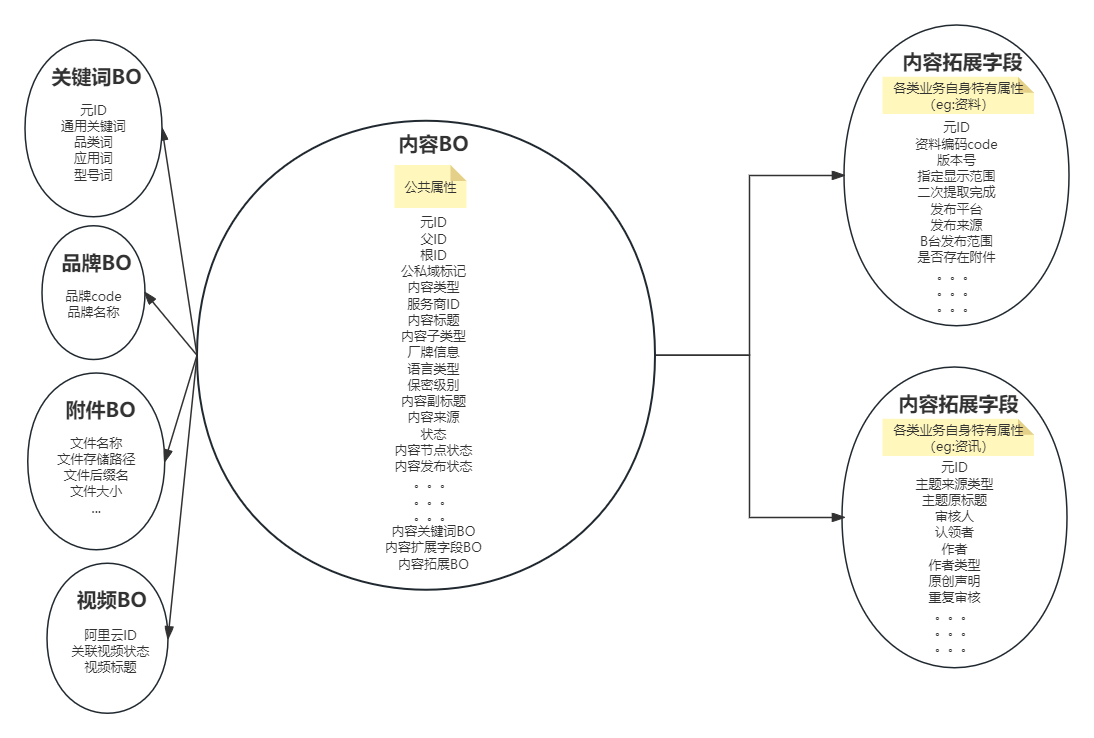 关键词BO
元ID
通用关键词
品类词
应用词
型号词
品牌BO
品牌code
品牌名称
附件BO
文件名称
文件存储路径
文件后缀名
文件大小
...
视频BO
阿里云ID
关联视频状态
视频标题
内容BO
公共属性
元ID
父ID
根ID
公私域标记
内容类型
服务商ID
内容标题
内容子类型
厂牌信息
语言类型
保密级别
内容副标题
内容来源
状态
内容节点状态
内容发布状态
。。。
。。。
。。。
内容关键词BO
内容扩展字段BO
内容拓展BO
内容拓展字段
各类业务自身特有属性
（eg:资料）
元ID
资料编码code
版本号
指定显示范围
二次提取完成
发布平台
发布来源
B台发布范围
是否存在附件
。。。
。。。
。。。
内容拓展字段
各类业务自身特有属性
（eg:资讯）
元ID
主题来源类型
主题原标题
审核人
认领者
作者
作者类型
原创声明
重复审核
。。。
。。。
。。。